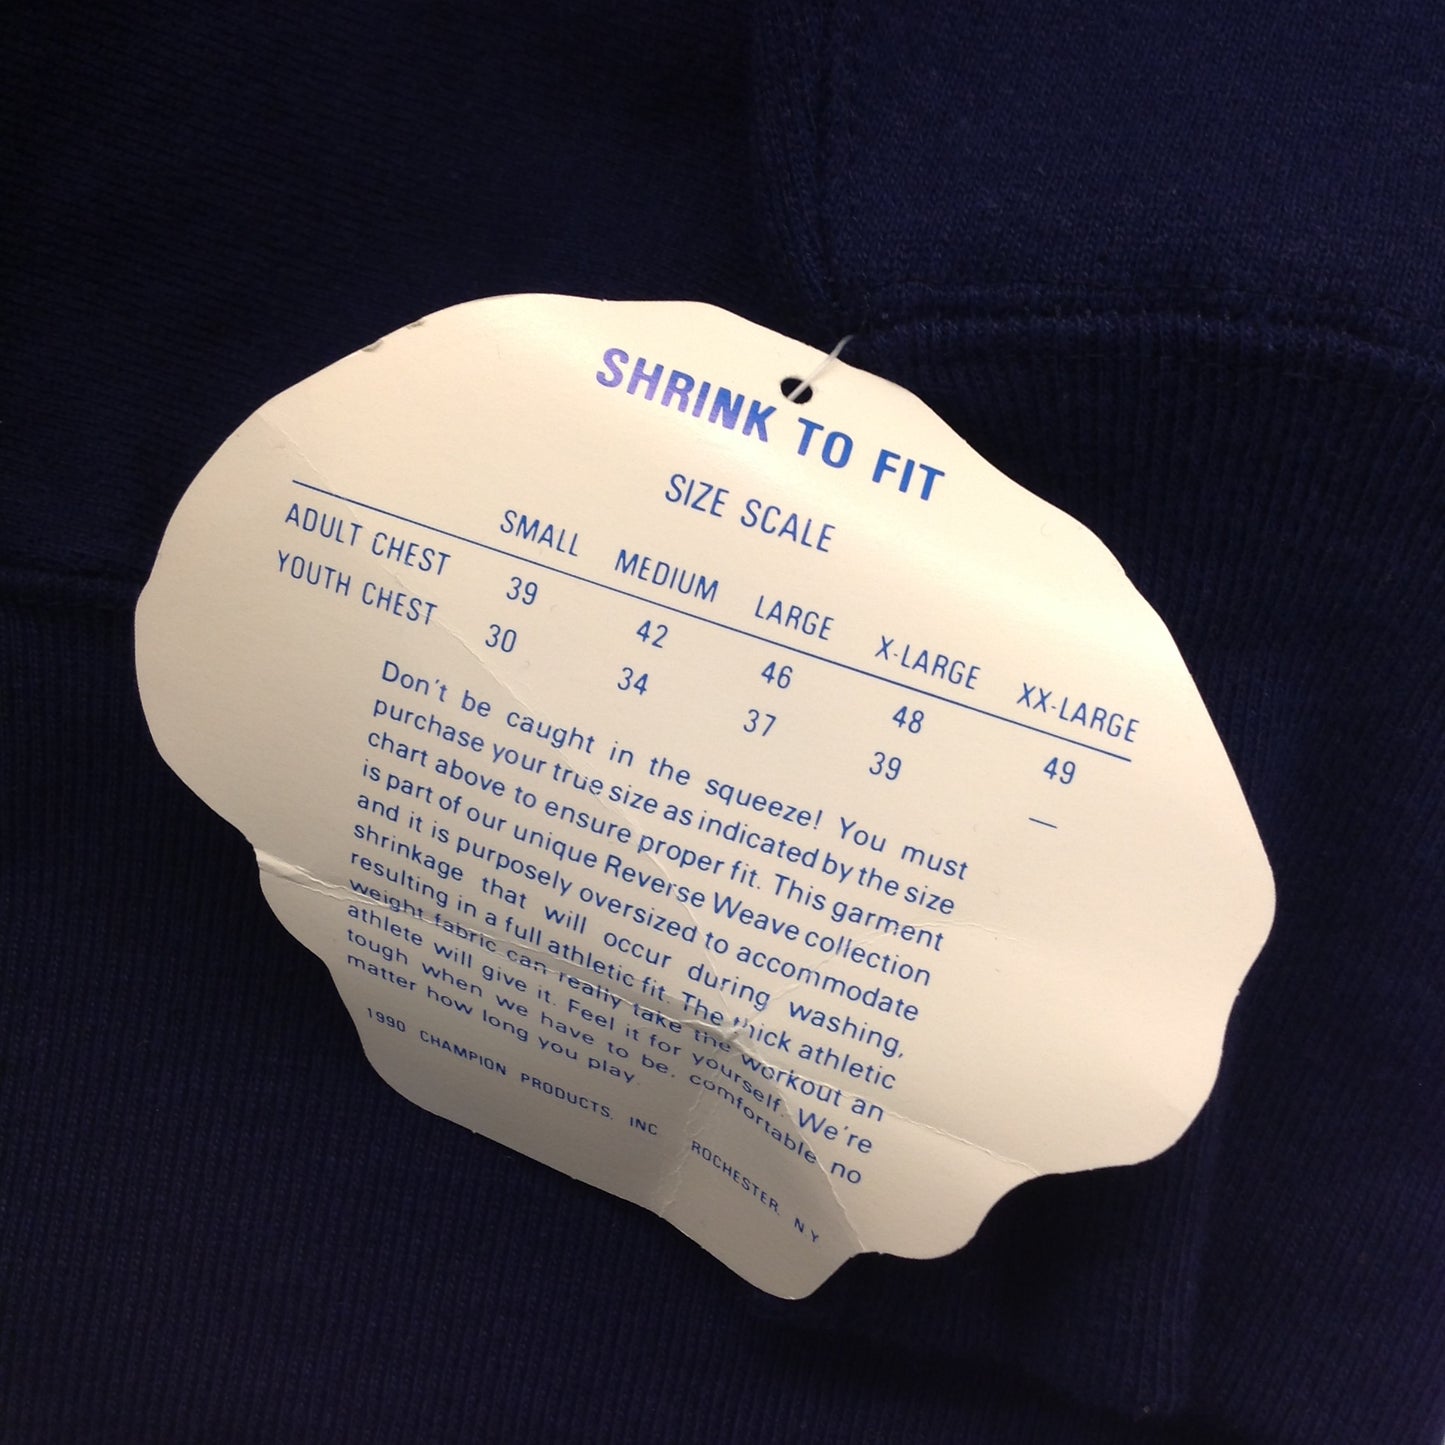 SHRINK TO FIT
SIZE SCALE
SMALL MEDIUM LARGE X-LARGE XX-LARGE
ADULT CHEST 39 42 46 48 49
YOUTH CHEST 30 34 37 39 —
Don't be caught in the squeeze! You must
purchase your true size as indicated by the size
chart above to ensure proper fit. This garment
is part of our unique Reverse Weave collection
and it is purposely oversized to accommodate
shrinkage that will occur during washing,
resulting in a full athletic fit. The thick athletic
weight fabric can really take the workout an
athlete will give it. Feel it for yourself. We're
tough when we have to be, comfortable no
matter how long you play.
1990 CHAMPION PRODUCTS, INC ROCHESTER, N.Y.